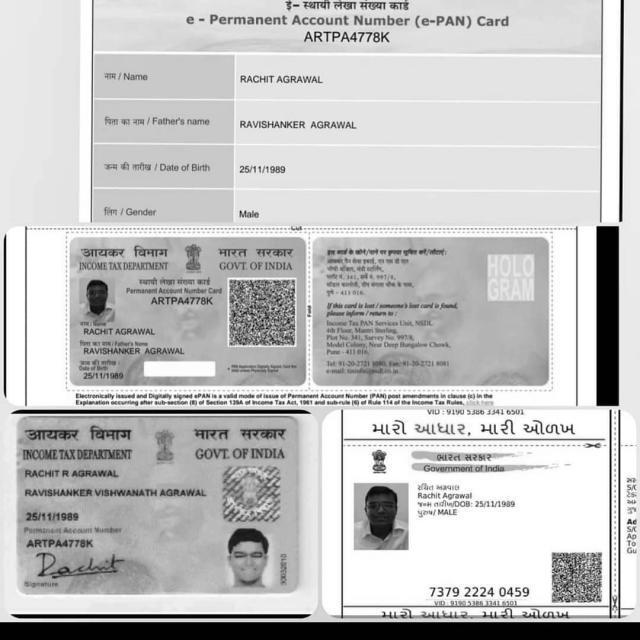 ई- स्थायी लेखा संख्या कार्ड
e - Permanent Account Number (e-PAN) Card
ARTPA4778K
नाम / Name
RACHIT AGRAWAL
पिता का नाम / Father's name
RAVISHANKER AGRAWAL
जन्म की तारीख / Date of Birth
25/11/1989
लिंग / Gender
Male
Cut
आयकर विभाग
INCOME TAX DEPARTMENT
भारत सरकार
GOVT. OF INDIA
स्थायी लेखा संख्या कार्ड
Permanent Account Number Card
ARTPA4778K
नाम / Name
RACHIT AGRAWAL
पिता का नाम / Father's Name
RAVISHANKER AGRAWAL
जन्म की तारीख /
Date of Birth
25/11/1989
Fold
HOLO
GRAM
If this card is lost / someone's lost card is found,
please inform / return to :
Income Tax PAN Services Unit, NSDL
4th Floor, Mantri Sterling,
Plot No. 341, Survey No. 997/8,
Model Colony, Near Deep Bungalow Chowk,
Pune - 411 016.
Tel: 91-20-2721 8080, Fax: 91-20-2721 8081
Electronically issued and Digitally signed ePAN is a valid mode of issue of Permanent Account Number (PAN) post amendments in clause (c) in the
Explanation occurring after sub-section (8) of Section 139A of Income Tax Act, 1961 and sub-rule (6) of Rule 114 of the Income Tax Rules, click here
आयकर विभाग
INCOME TAX DEPARTMENT
भारत सरकार
GOVT. OF INDIA
RACHIT R AGRAWAL
RAVISHANKER VISHWANATH AGRAWAL
25/11/1989
Permanent Account Number
ARTPA4778K
Rachit
Signature
VID : 9190 5386 3341 6501
મારો આધાર, મારી ઓળખ
ભારત સરકાર
Government of India
રચિત અગ્રવાલ
Rachit Agrawal
જન્મ તારીખ/DOB: 25/11/1989
પુરુષ/ MALE
7379 2224 0459
VID : 9190 5386 3341 6501
મારો આધાર, મારી ઓળખ